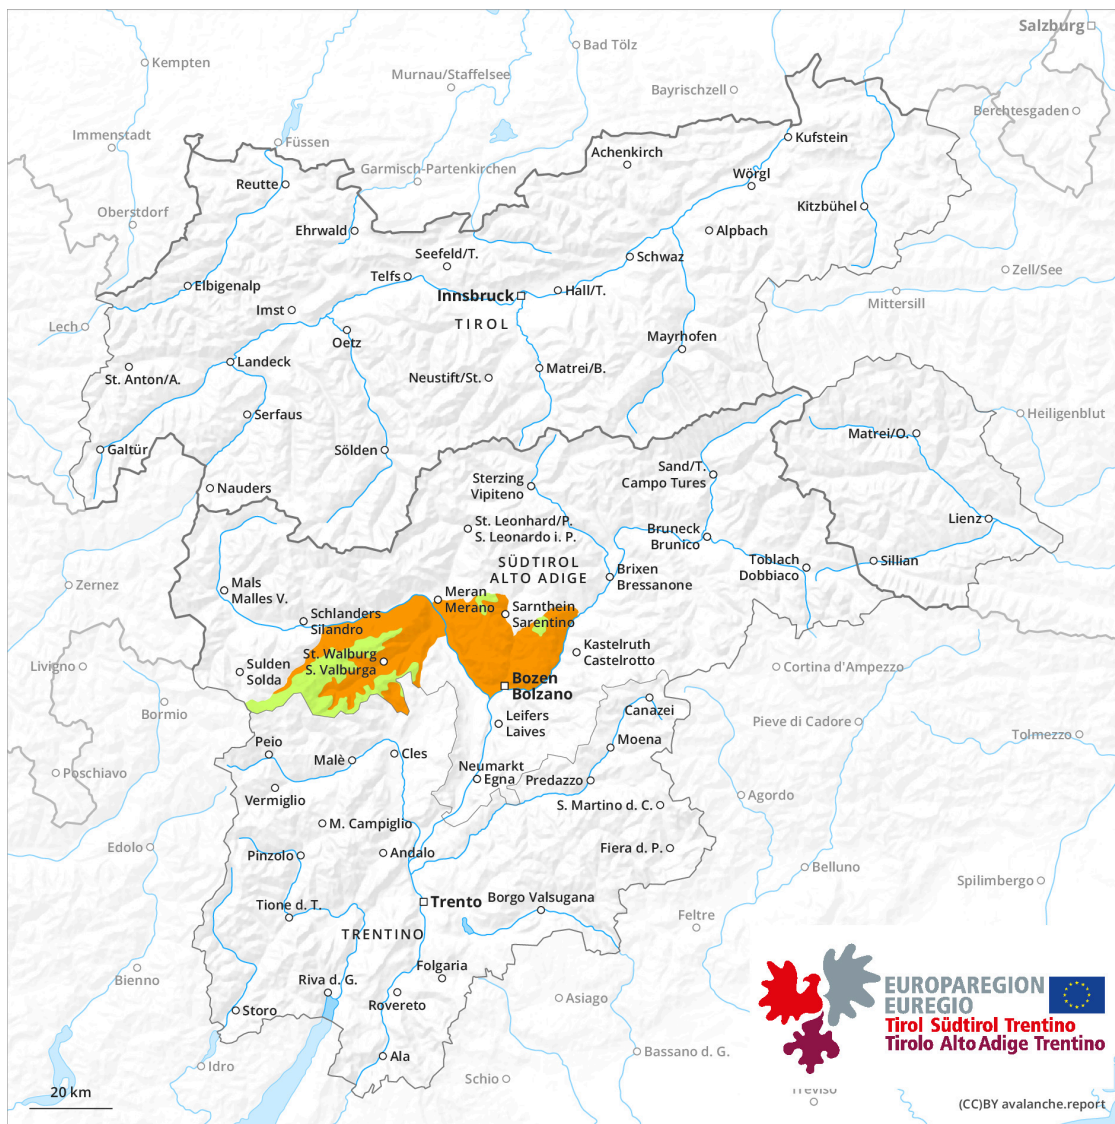 Salzburg
Bad Tölz
Kempten
Murnau/Staffelsee
Bayrischzell
Berchtesgaden
Immenstadt
Füssen
Kufstein
Achenkirch
Garmisch-Partenkirchen
Wörgl
Reutte
Kitzbühel
Oberstdorf
Ehrwald
Alpbach
Seefeld/T.
Schwaz
Telfs
Zell/See
Elbigenalp
Hall/T.
Innsbruck
Mittersill
Imst
TIROL
Lech
Oetz
Mayrhofen
Landeck
Matrei/B.
St. Anton/A.
Neustift/St.
Serfaus
Heiligenblut
Matrei/O.
Galtür
Sölden
Sand/T.
Campo Tures
Sterzing
Vipiteno
Nauders
St. Leonhard/P.
S. Leonardo i. P.
Lienz
Bruneck
Brunico
SÜDTIROL
ALTO ADIGE
Toblach
Dobbiaco
Sillian
Brixen
Bressanone
Zernez
Mals
Malles V.
Meran
Merano
Schlanders
Silandro
Sarnthein
Sarentino
Kastelruth
Castelrotto
St. Walburg
S. Valburga
Livigno
Sulden
Solda
Cortina d'Ampezzo
Bozen
Bolzano
Bormio
Canazei
Leifers
Laives
Pieve di Cadore
Tolmezzo
Peio
Moena
Malè
Cles
Neumarkt
Egna
Predazzo
Poschiavo
Vermiglio
Agordo
S. Martino d. C.
M. Campiglio
Edolo
Pinzolo
Andalo
Fiera d. P.
Belluno
Spilimbergo
Trento
Borgo Valsugana
Tione d. T.
Feltre
TRENTINO
Folgaria
Bienno
Riva d. G.
Rovereto
Asiago
Storo
EUROPAREGION
EUREGIO
Tirol Südtirol Trentino
Tirolo Alto Adige Trentino
Ala
Bassano d. G.
Idro
Schio
Treviso
20 km
(CC)BY avalanche.report